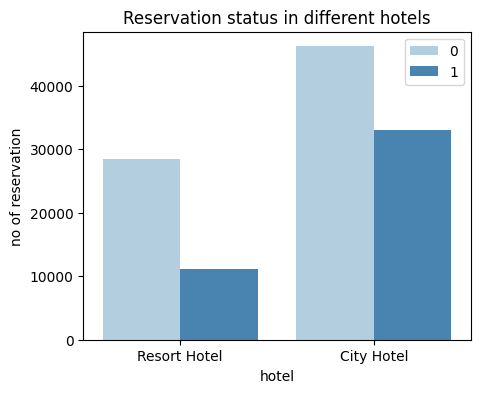 Reservation status in different hotels
0
1
no of reservation
40000
30000
20000
10000
0
Resort Hotel
City Hotel
hotel